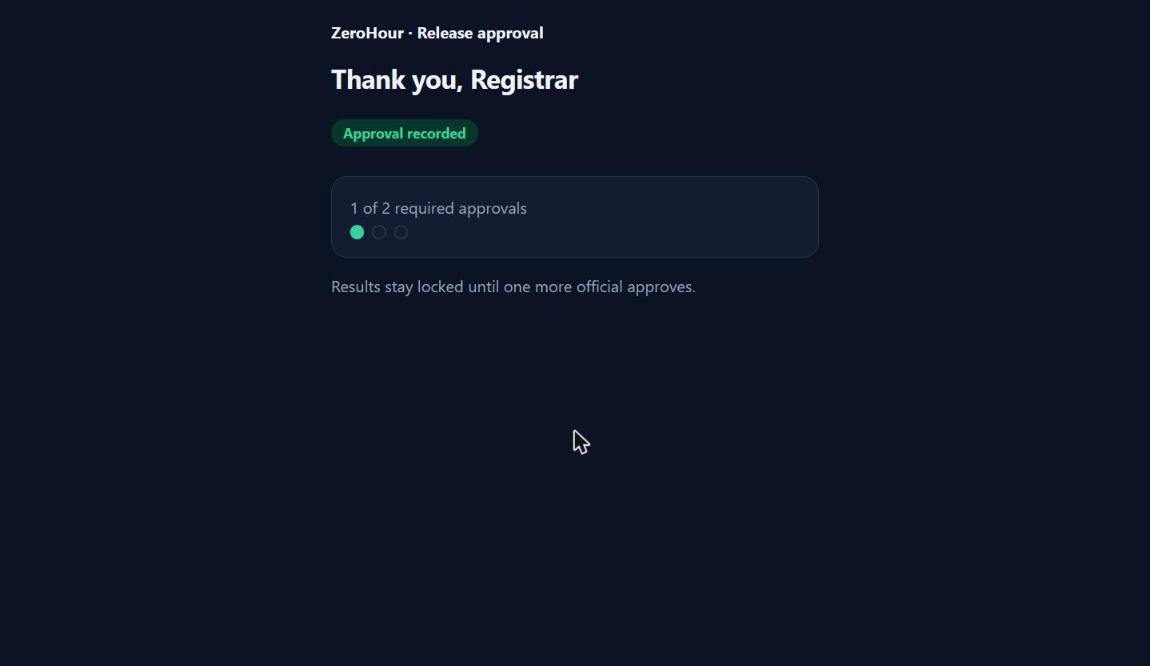 ZeroHour · Release approval
Thank you, Registrar
Approval recorded
1 of 2 required approvals
Results stay locked until one more official approves.